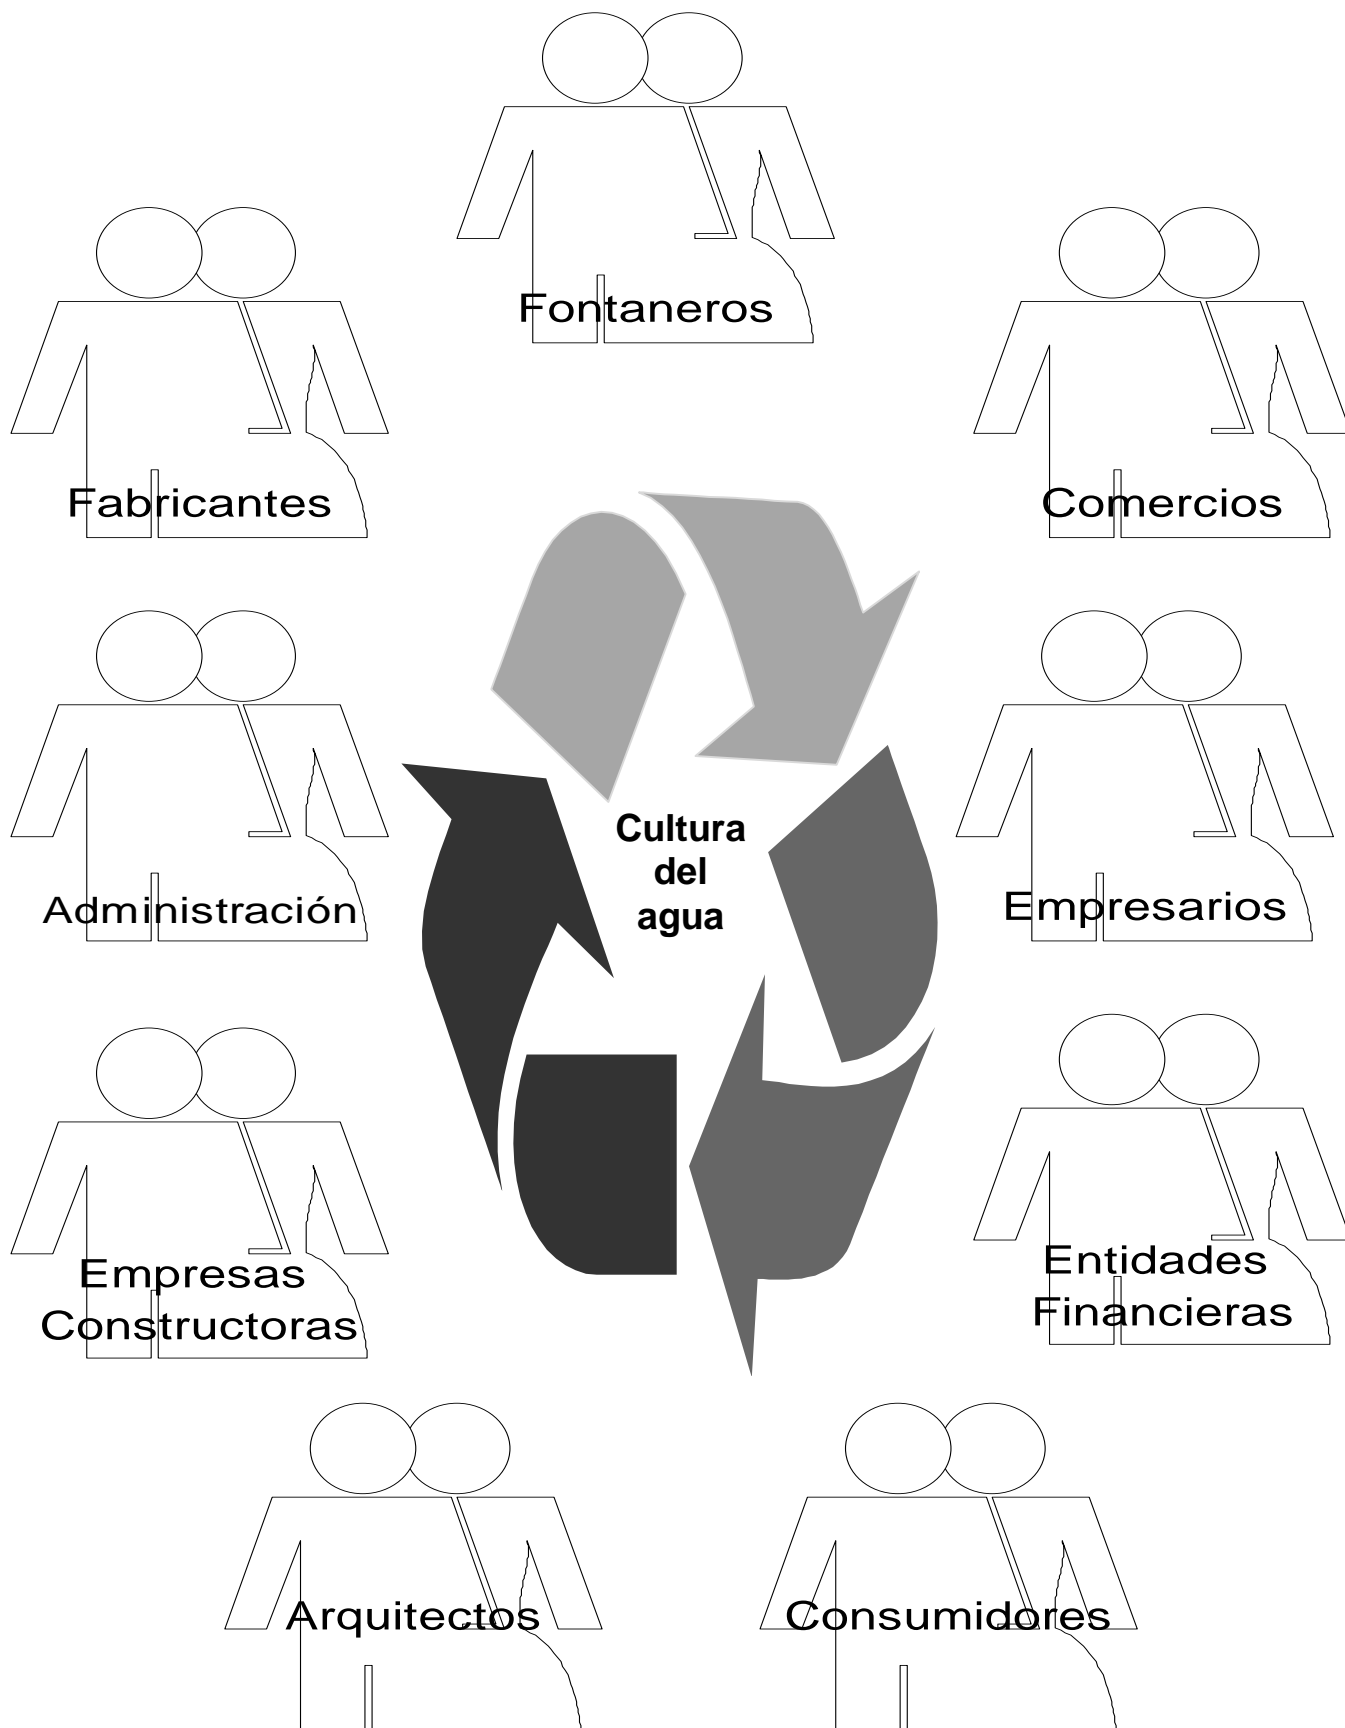 Fontaneros
Fabricantes
Comercios
Cultura
del
agua
Administración
Empresarios
Empresas
Constructoras
Entidades
Financieras
Arquitectos
Consumidores